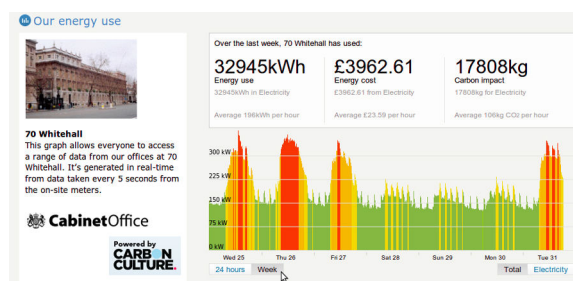 Our energy use
70 Whitehall
This graph allows everyone to access
a range of data from our offices at 70
Whitehall. It's generated in real-time
from data taken every 5 seconds from
the on-site meters.
CabinetOffice
Powered by
CARBON
CULTURE.
Over the last week, 70 Whitehall has used:
32945kWh
Energy use
32945kWh in Electricity
Average 196kWh per hour
£3962.61
Energy cost
£3962.61 from Electricity
Average £23.58 per hour
17808kg
Carbon impact
17808kg for Electricity
Average 106kg CO2 per hour
300 kW
225 kW
150 kW
75 kW
0 kW
Wed 25 Thu 26 Fri 27 Sat 28 Sun 29 Mon 30 Tue 31
24 hours Week Total Electricity